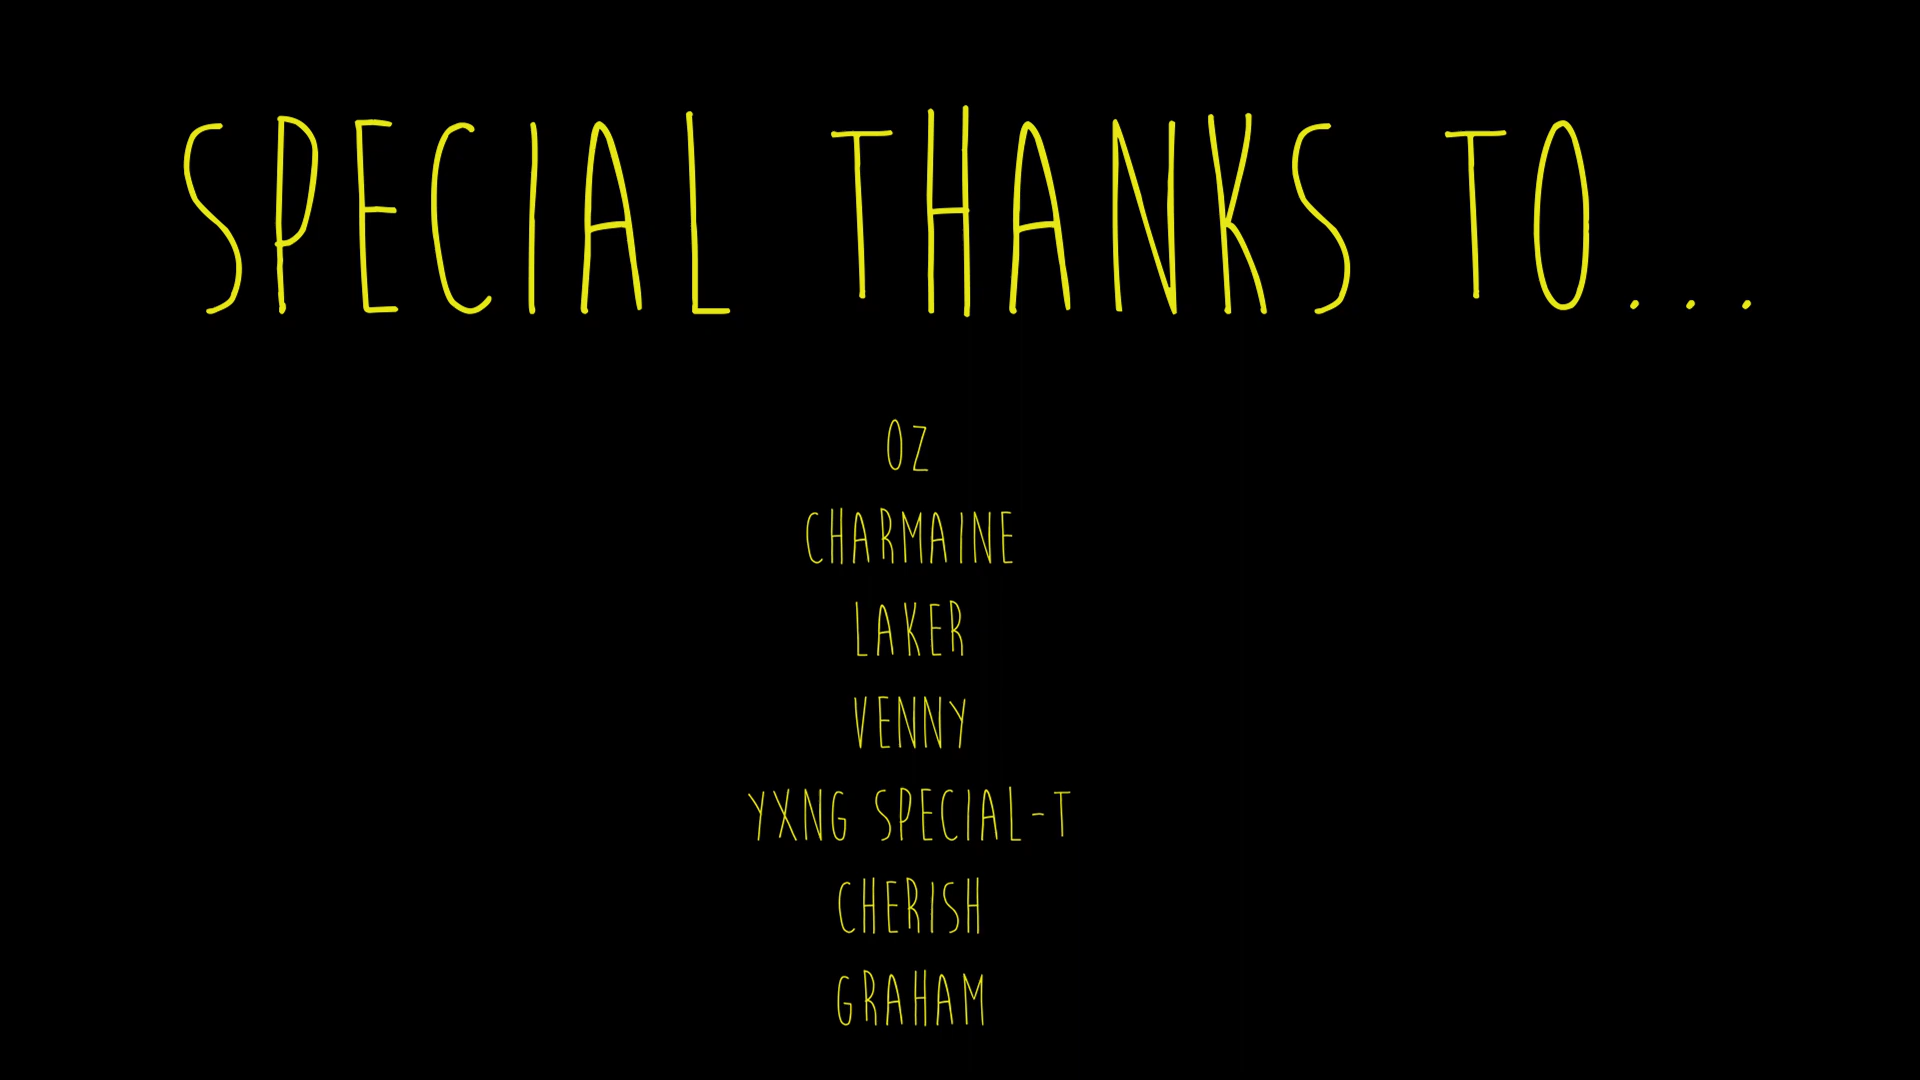 SPECIAL THANKS TO...
OZ
CHARMAINE
LAKER
VENNY
YXNG SPECIAL-T
CHERISH
GRAHAM